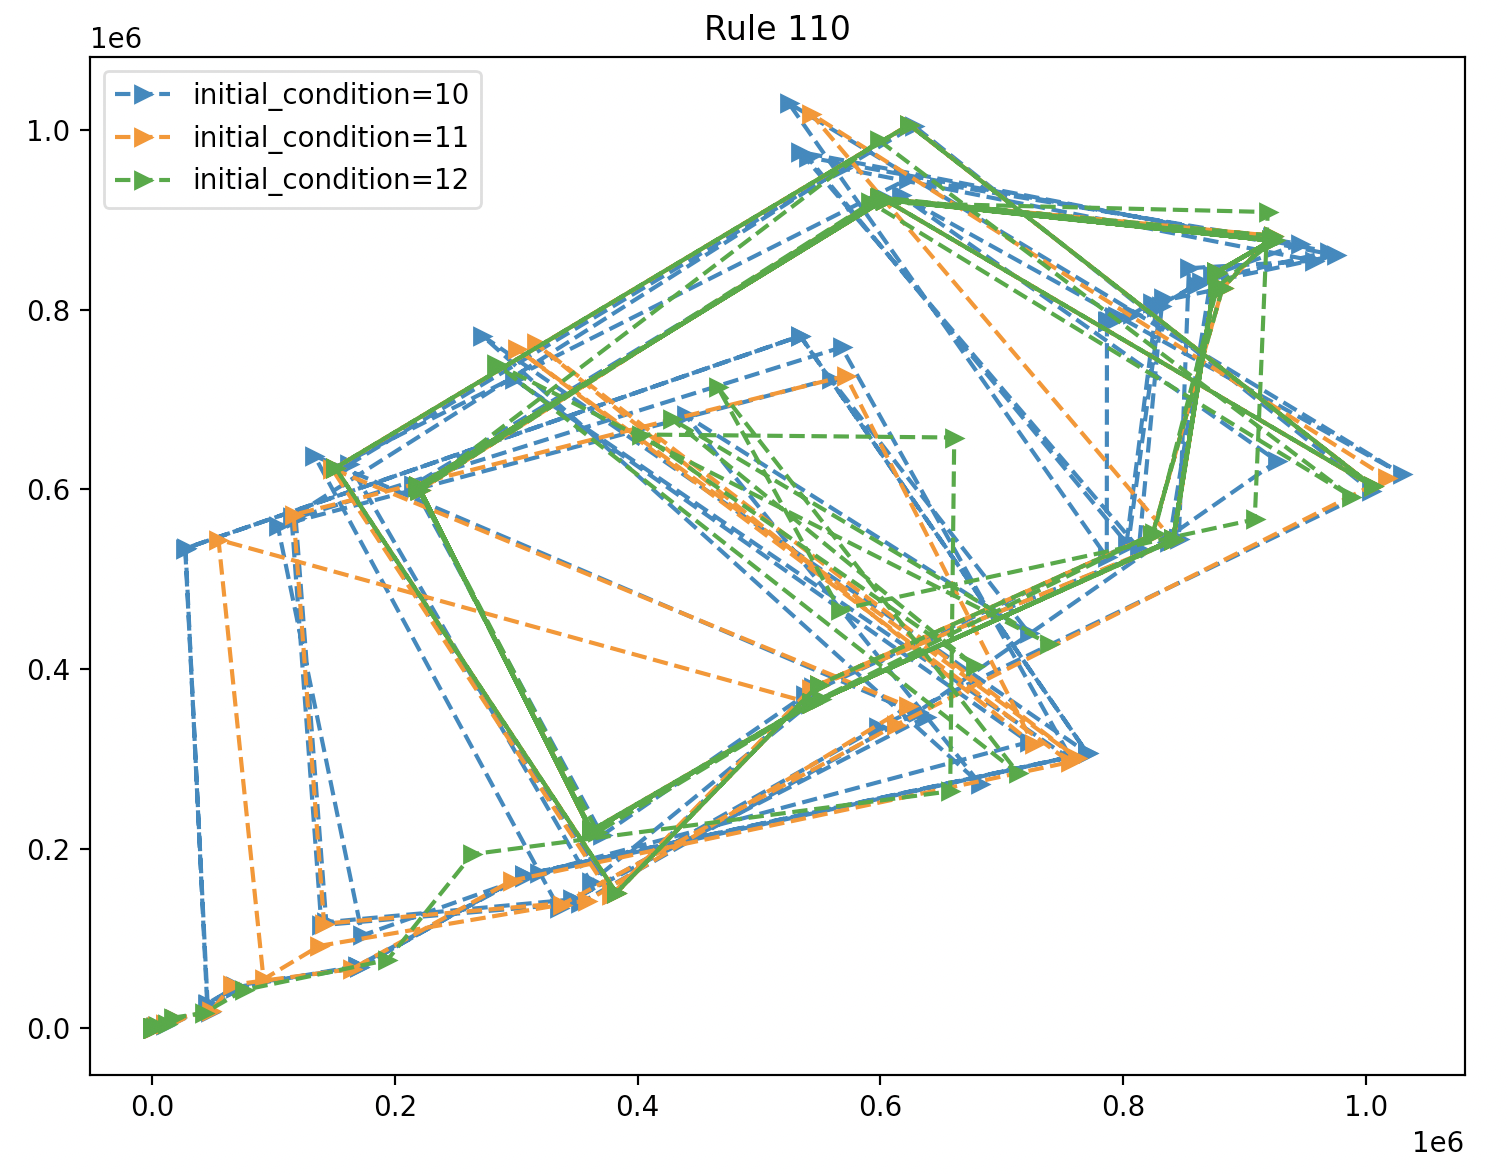 Rule 110
1e6
initial_condition=10
initial_condition=11
initial_condition=12
1.0
0.8
0.6
0.4
0.2
0.0
0.0 0.2 0.4 0.6 0.8 1.0
1e6